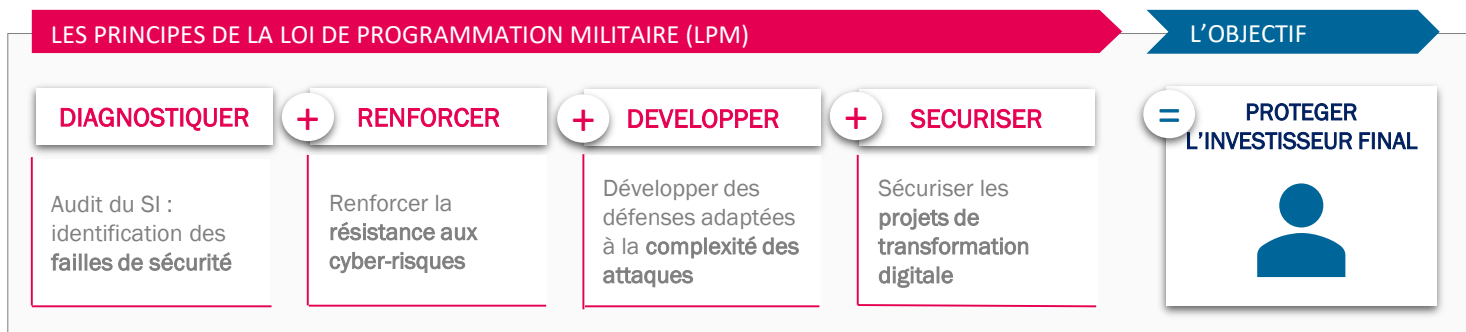 LES PRINCIPES DE LA LOI DE PROGRAMMATION MILITAIRE (LPM)
L’OBJECTIF
DIAGNOSTIQUER
+
RENFORCER
+
DEVELOPPER
+
SECURISER
=
PROTEGER
L’INVESTISSEUR FINAL
Audit du SI :
identification des
failles de sécurité
Renforcer la
résistance aux
cyber-risques
Développer des
défenses adaptées
à la complexité des
attaques
Sécuriser les
projets de
transformation
digitale